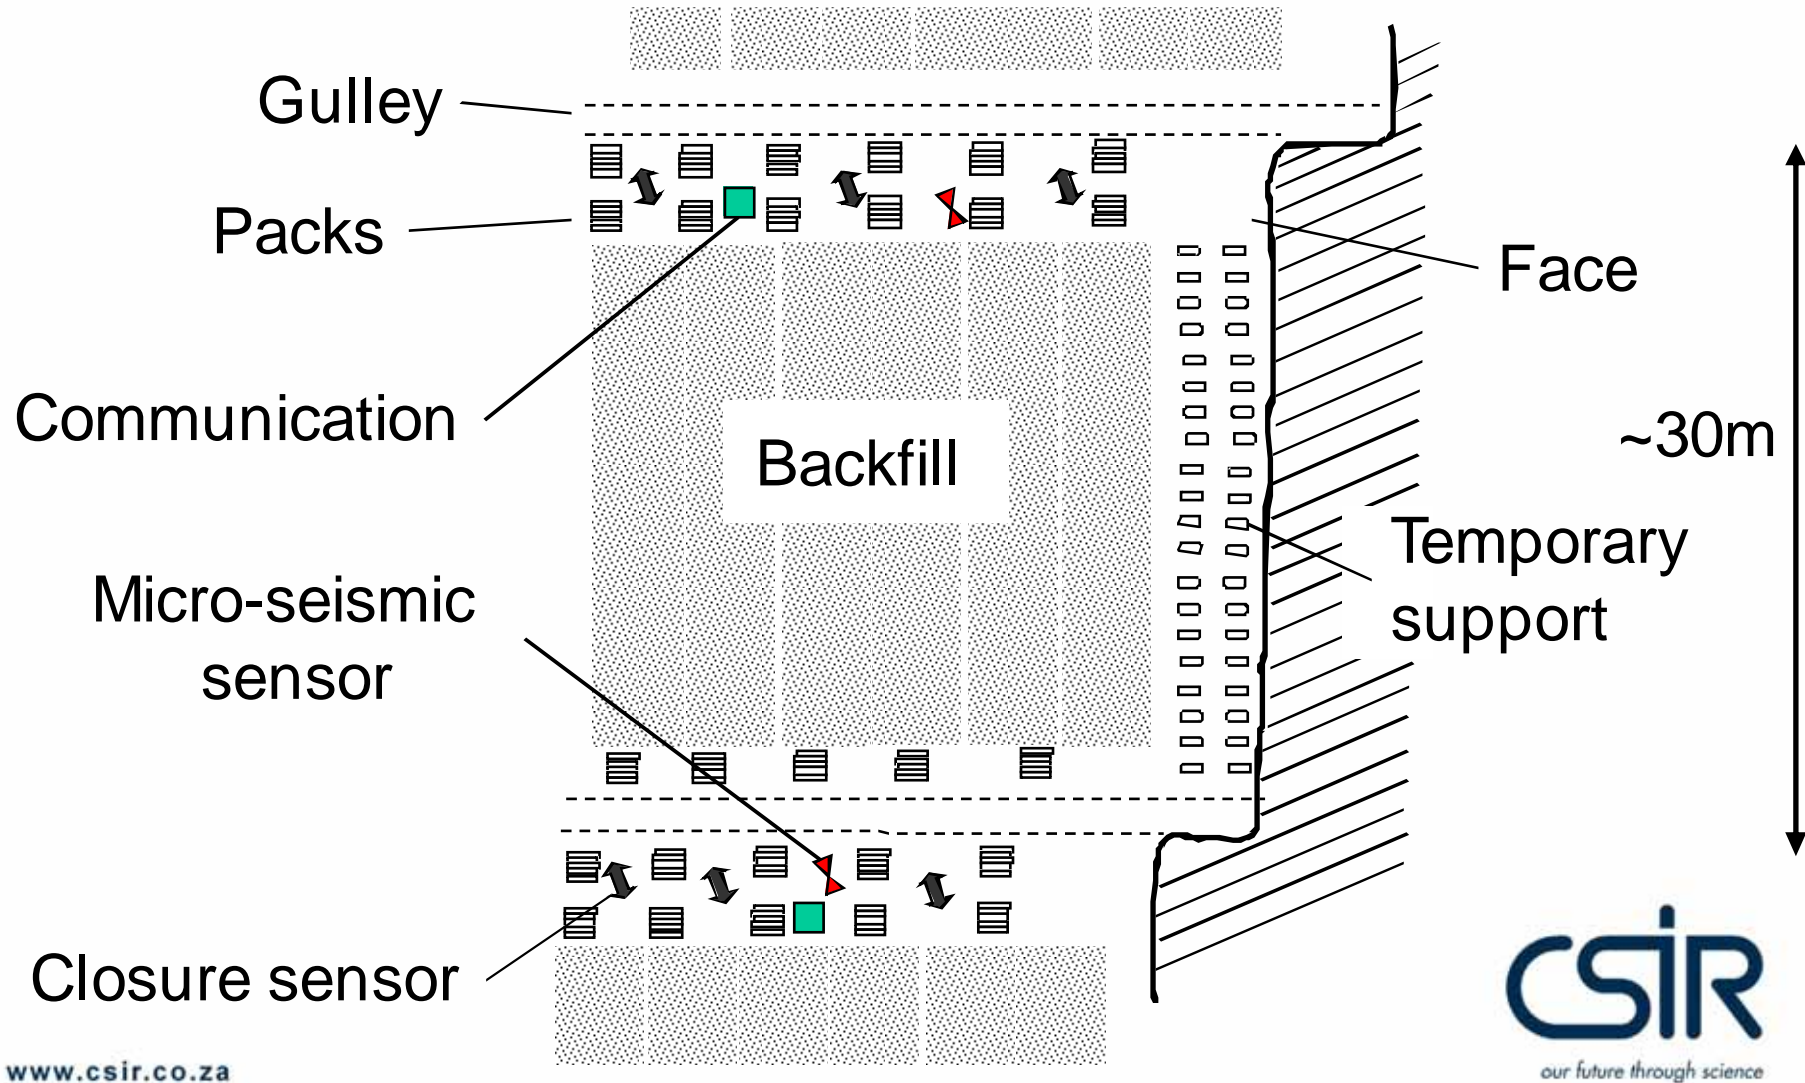 Gulley
Packs
Face
Communication
~30m
Backfill
Temporary
support
Micro-seismic
sensor
Closure sensor
CSIR
our future through science
www.csir.co.za